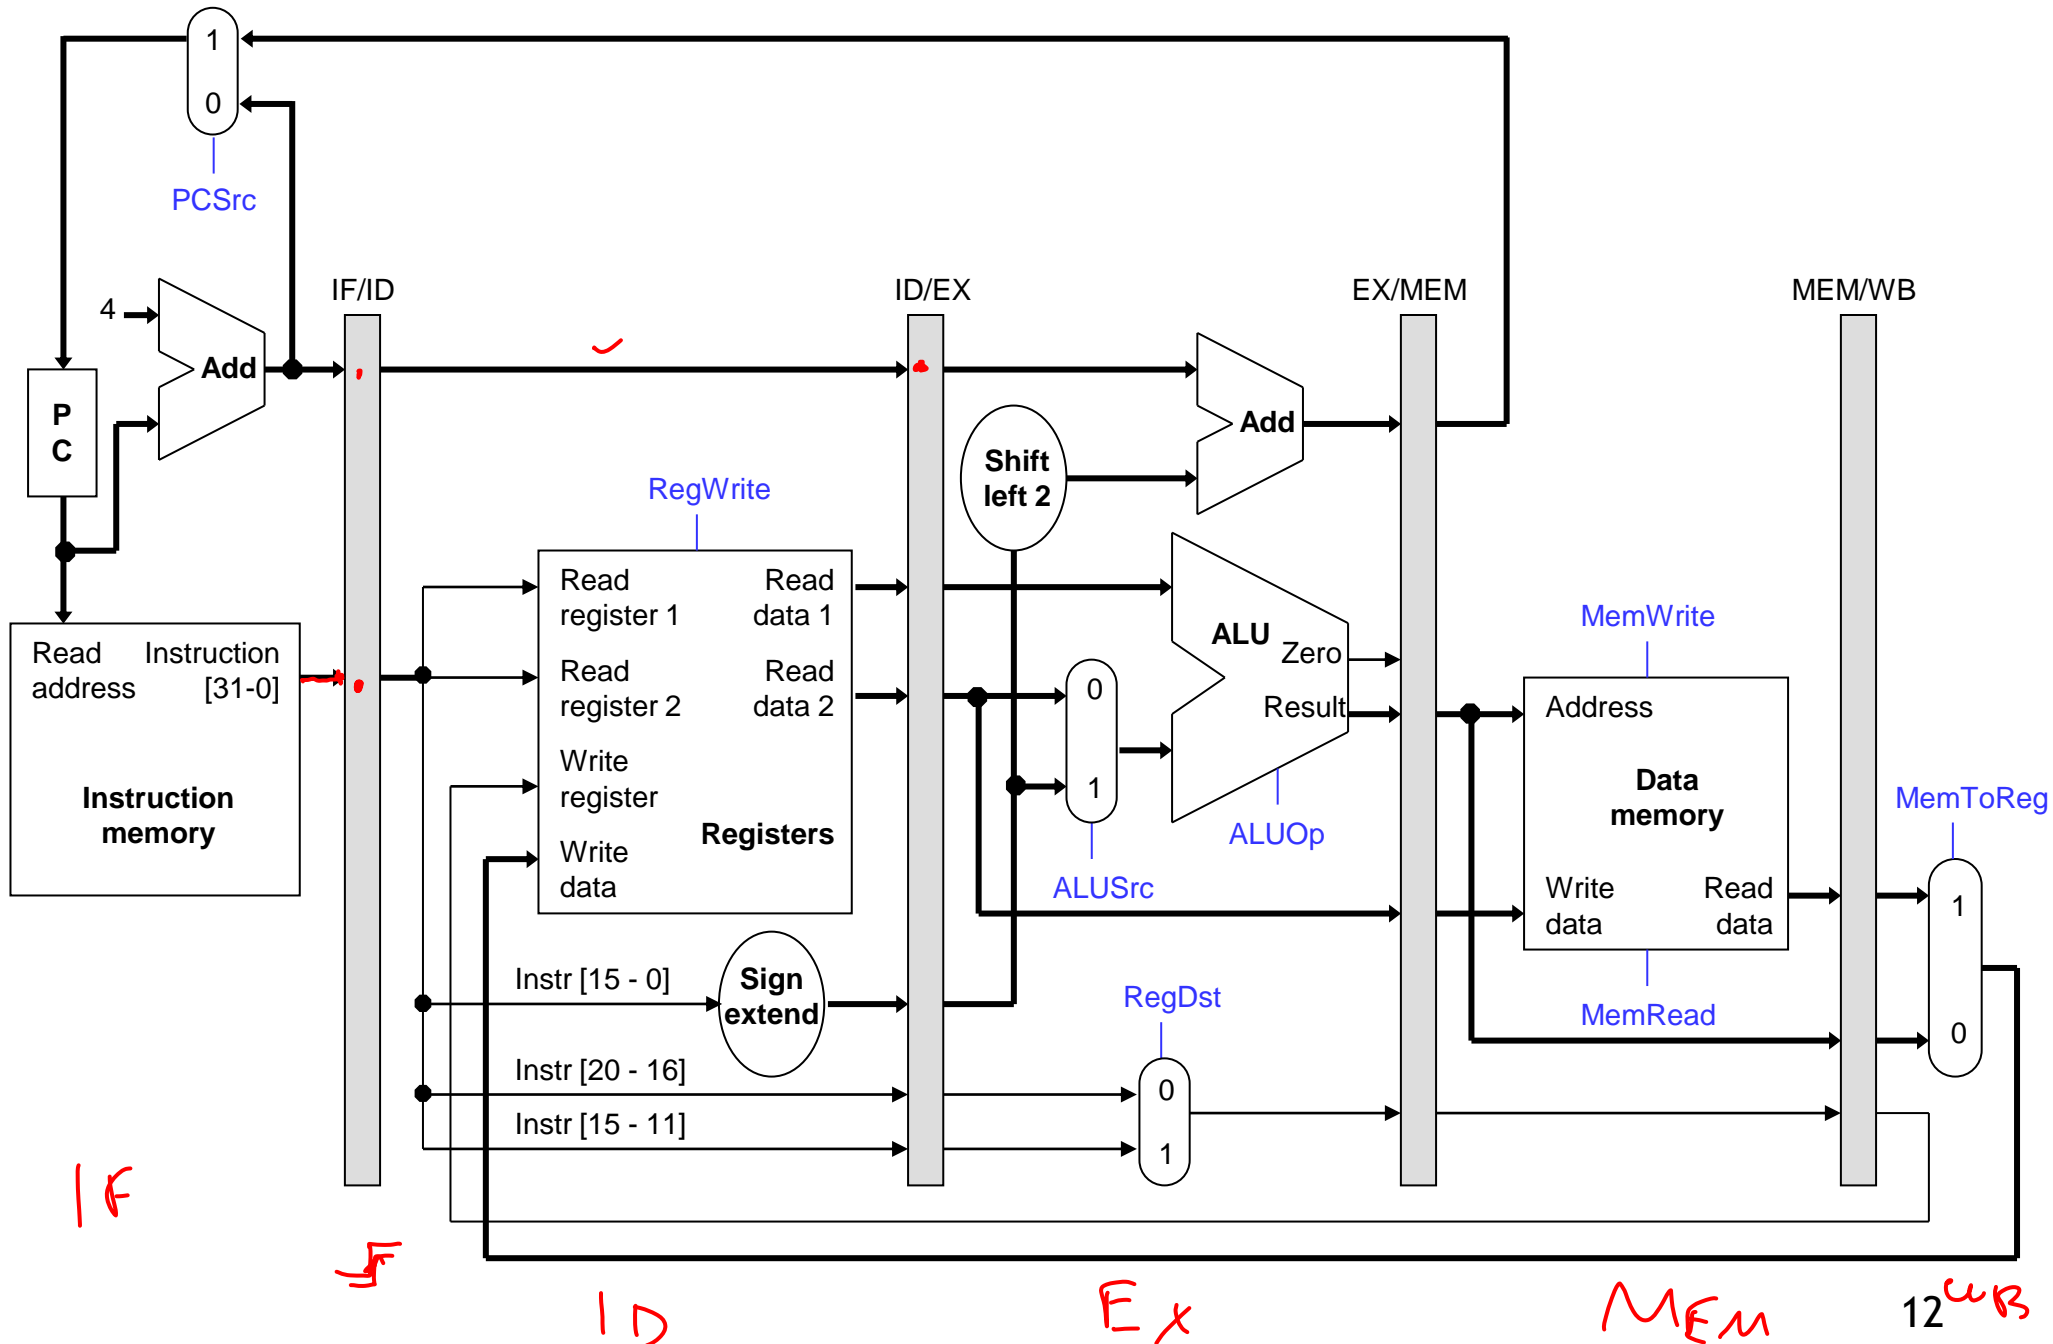 1
0
PCSrc
IF/ID
ID/EX
EX/MEM
MEM/WB
4
Add
P
C
Add
Shift
left 2
RegWrite
Read
register 1
Read
data 1
Read
register 2
Read
data 2
Write
register
Write
data
Registers
Read
address
Instruction
[31-0]
Instruction
memory
ALU
Zero
Result
0
1
ALUSrc
ALUOp
MemWrite
Address
Data
memory
Write
data
Read
data
MemRead
MemToReg
1
0
Instr [15 - 0]
Sign
extend
RegDst
Instr [20 - 16]
0
Instr [15 - 11]
1
IF
ID
Ex
MEM
12
WB